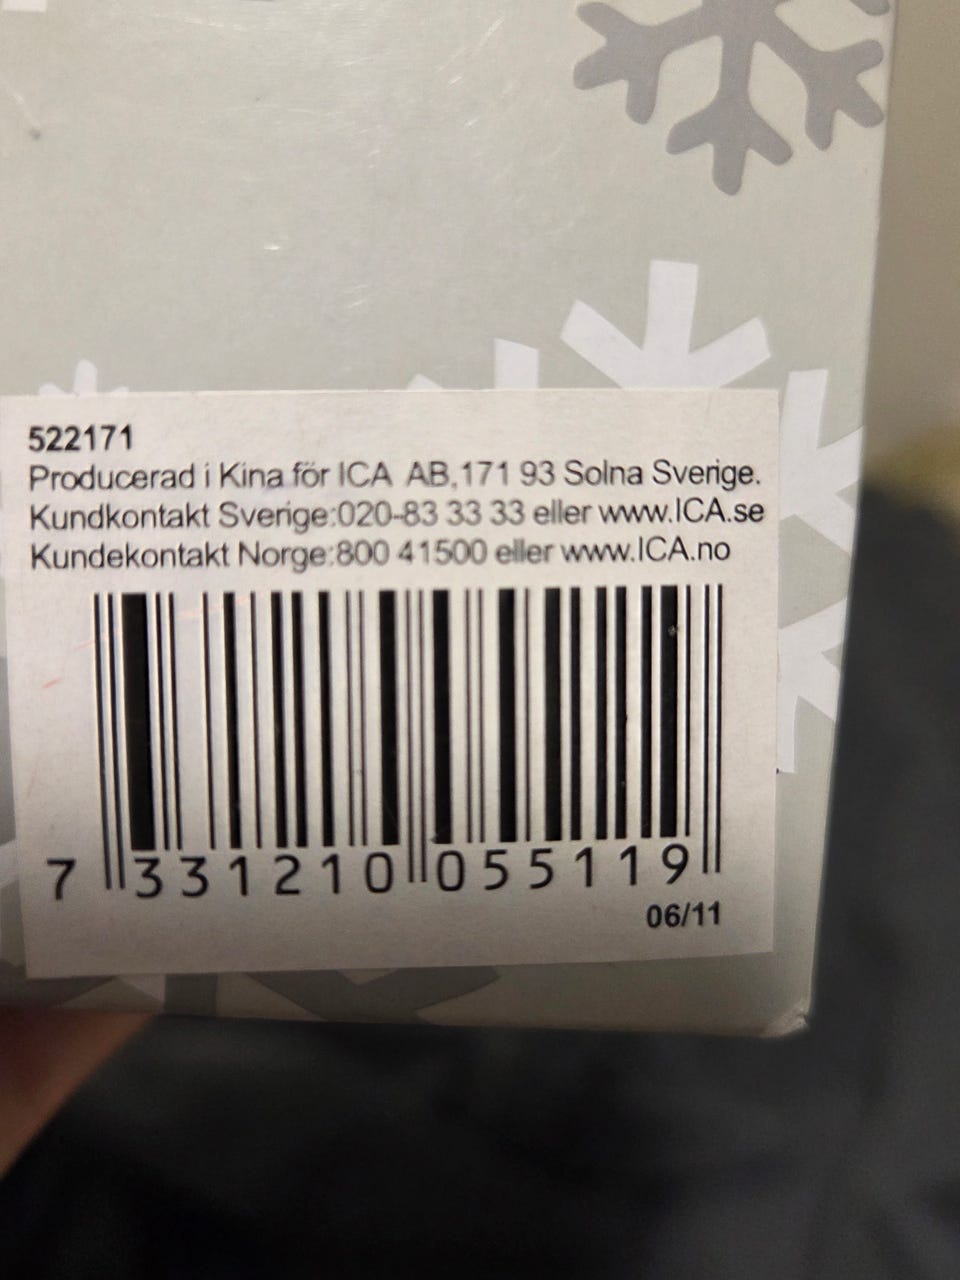 522171
Producerad i Kina för ICA AB,171 93 Solna Sverige.
Kundkontakt Sverige:020-83 33 33 eller www.ICA.se
Kundekontakt Norge:800 41500 eller www.ICA.no
7 331210 055119
06/11